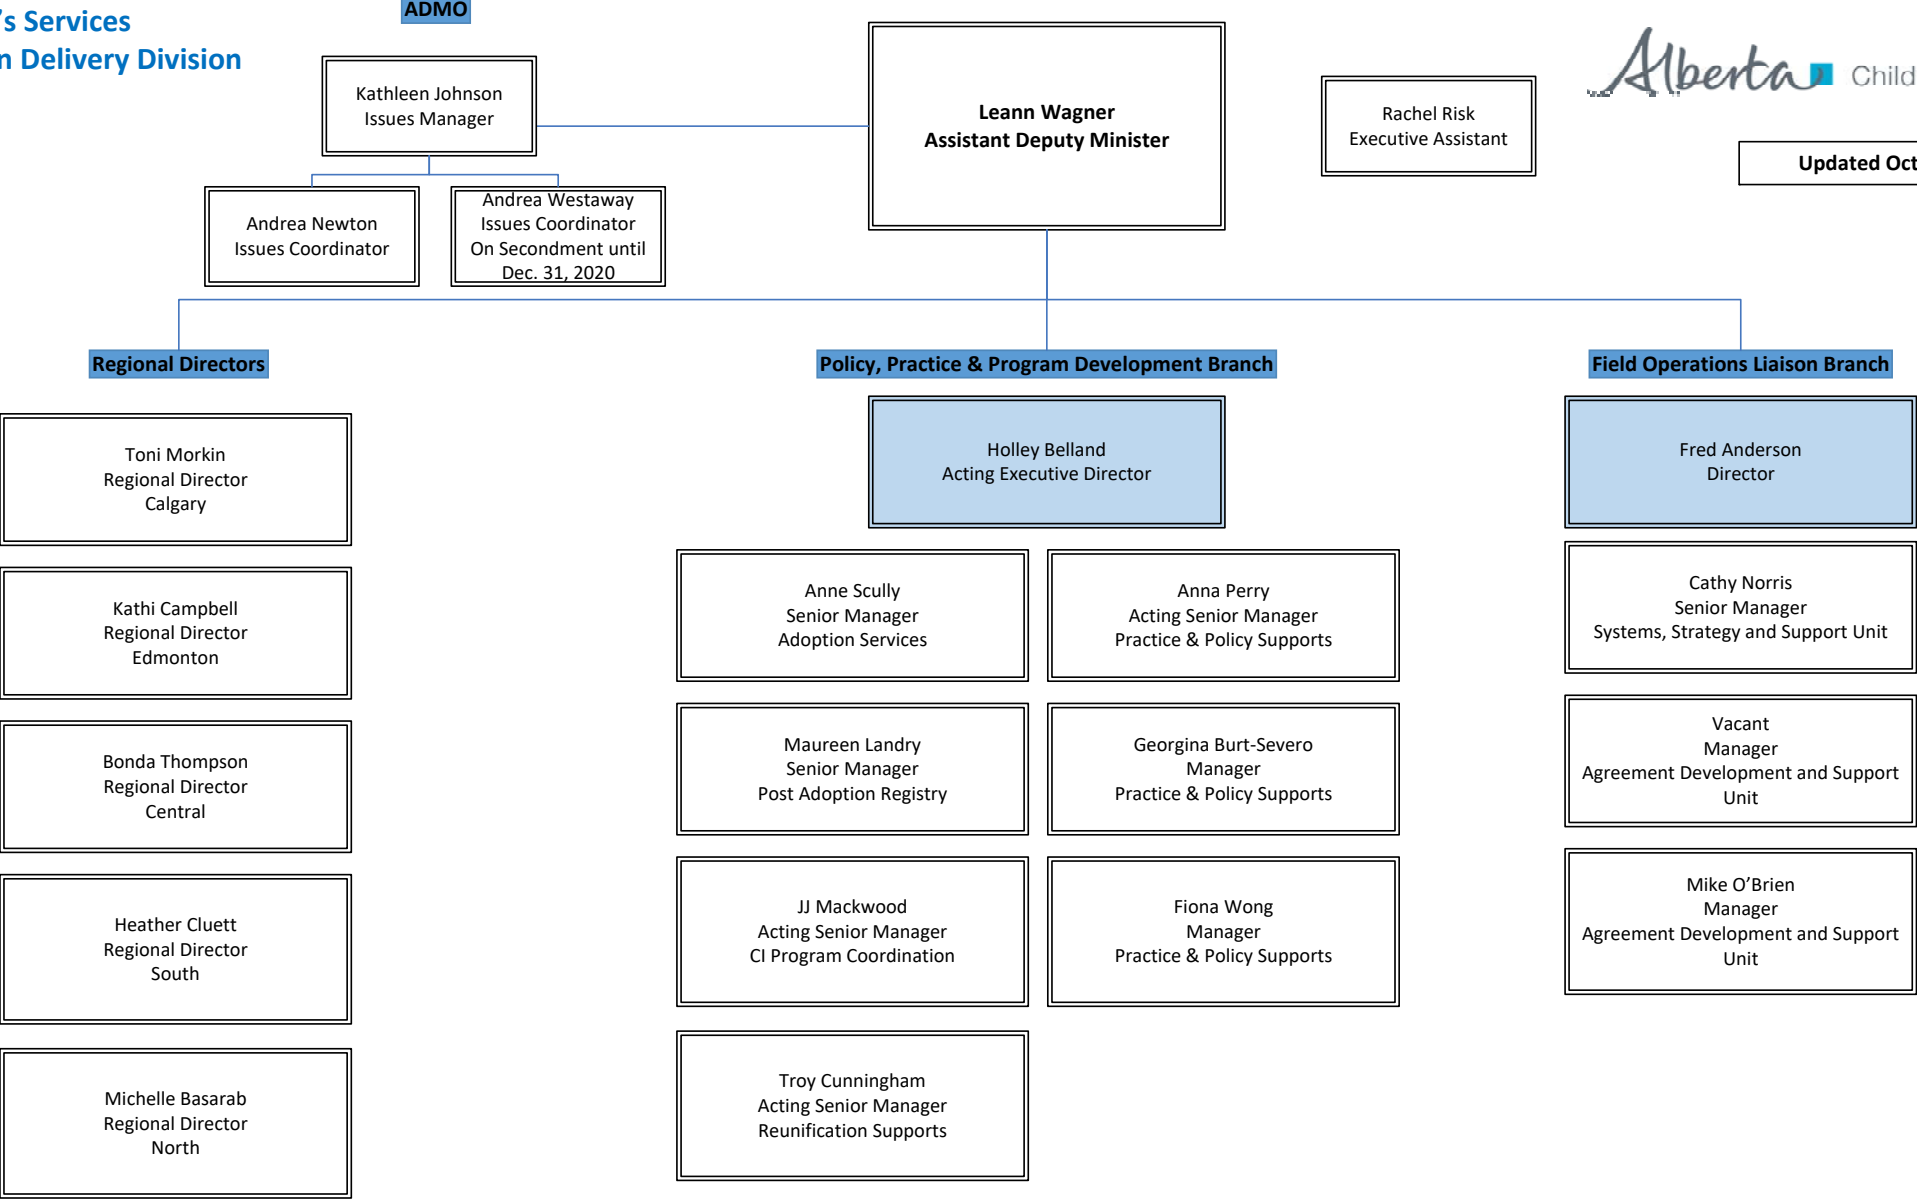 's Services
n Delivery Division
ADMO
Kathleen Johnson
Issues Manager
Leann Wagner
Assistant Deputy Minister
Rachel Risk
Executive Assistant
Alberta Child
Updated Oct
Andrea Newton
Issues Coordinator
Andrea Westaway
Issues Coordinator
On Secondment until
Dec. 31, 2020
Regional Directors
Toni Morkin
Regional Director
Calgary
Kathi Campbell
Regional Director
Edmonton
Bonda Thompson
Regional Director
Central
Heather Cluett
Regional Director
South
Michelle Basarab
Regional Director
North
Policy, Practice & Program Development Branch
Holley Belland
Acting Executive Director
Anne Scully
Senior Manager
Adoption Services
Anna Perry
Acting Senior Manager
Practice & Policy Supports
Maureen Landry
Senior Manager
Post Adoption Registry
Georgina Burt-Severo
Manager
Practice & Policy Supports
JJ Mackwood
Acting Senior Manager
CI Program Coordination
Fiona Wong
Manager
Practice & Policy Supports
Troy Cunningham
Acting Senior Manager
Reunification Supports
Field Operations Liaison Branch
Fred Anderson
Director
Cathy Norris
Senior Manager
Systems, Strategy and Support Unit
Vacant
Manager
Agreement Development and Support
Unit
Mike O’Brien
Manager
Agreement Development and Support
Unit